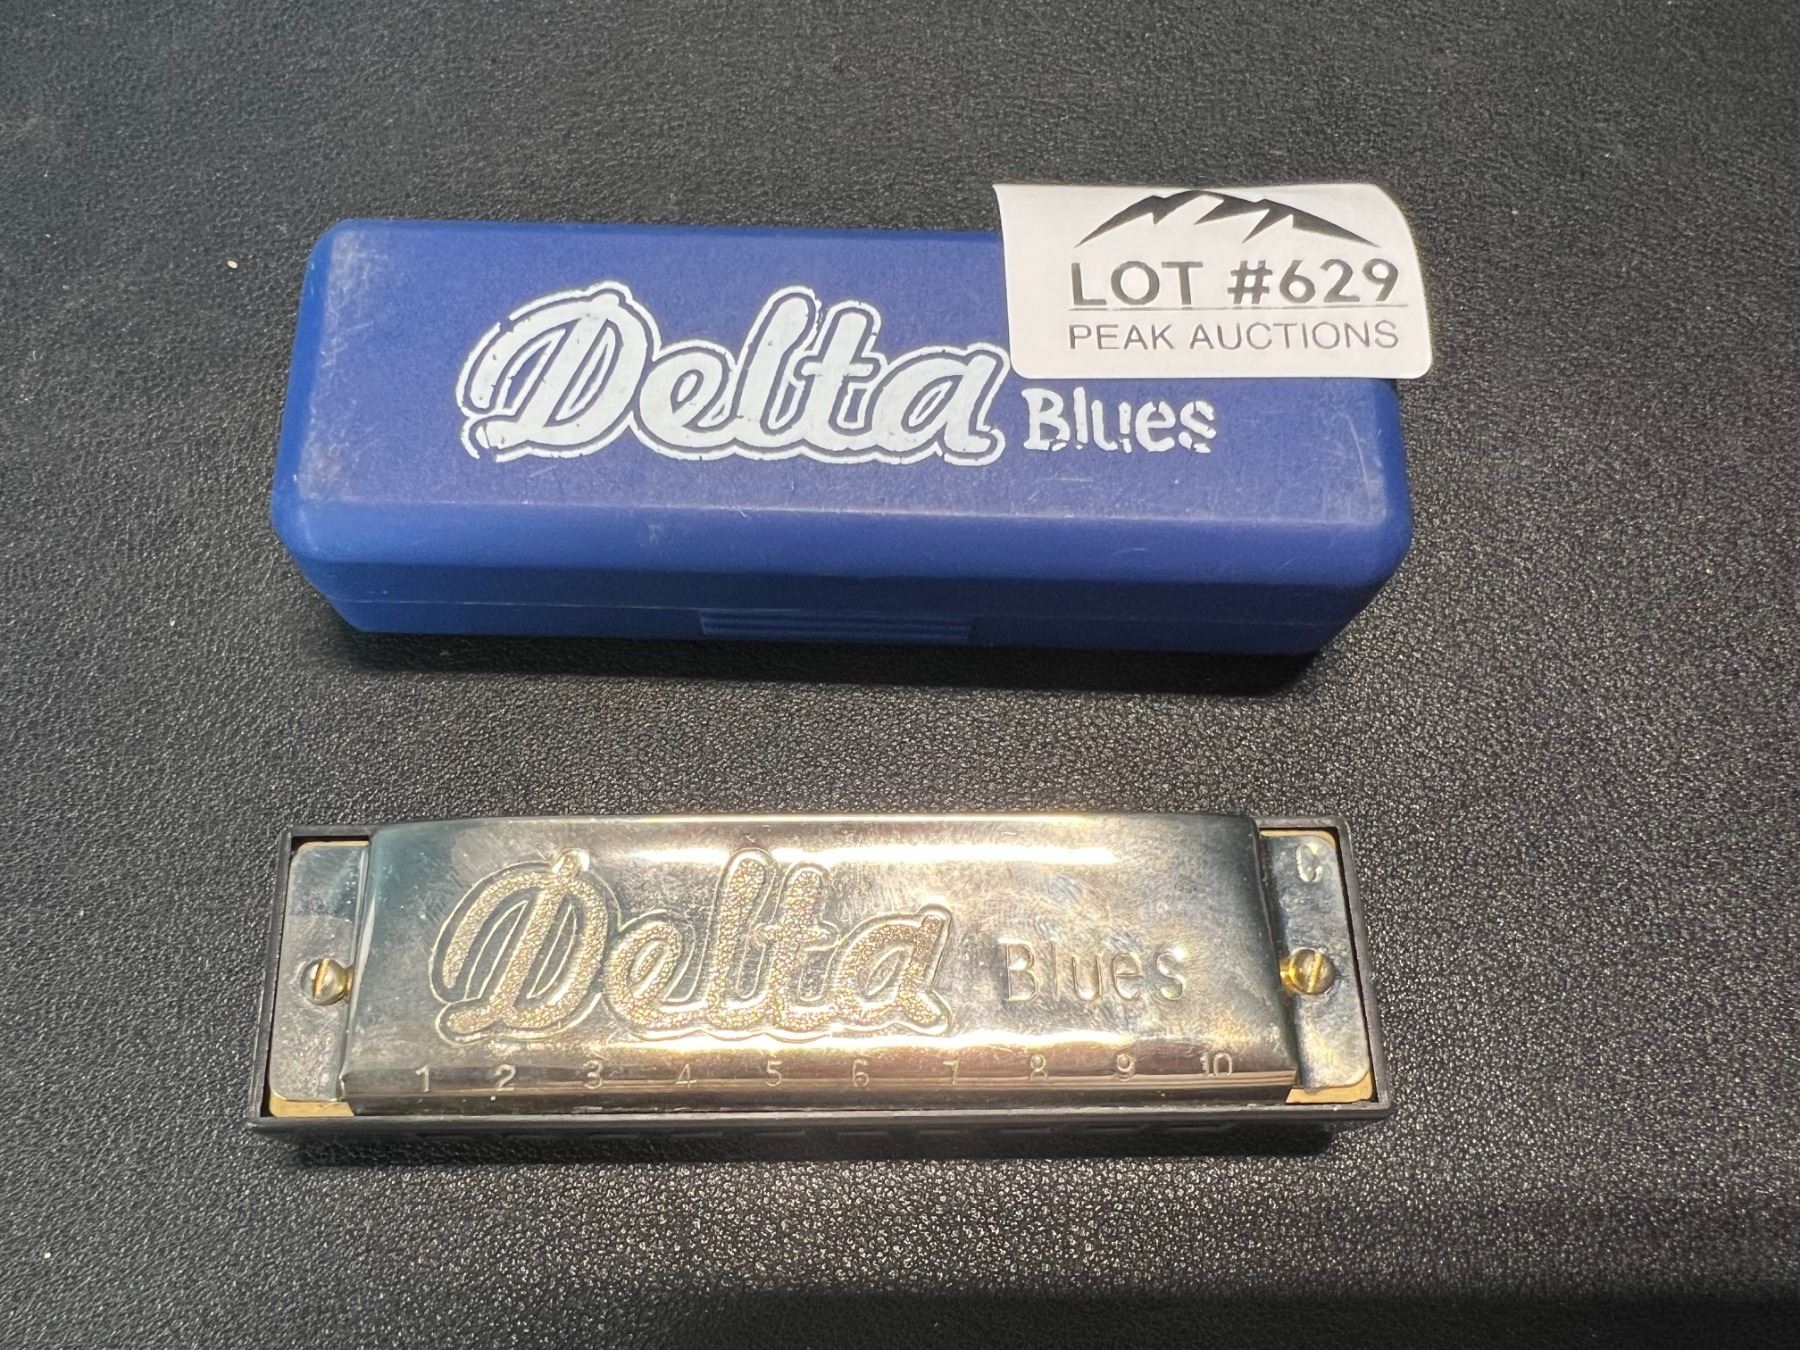 LOT #629
PEAK AUCTIONS
Delta Blues
C
Delta Blues
1 2 3 4 5 6 7 8 9 10